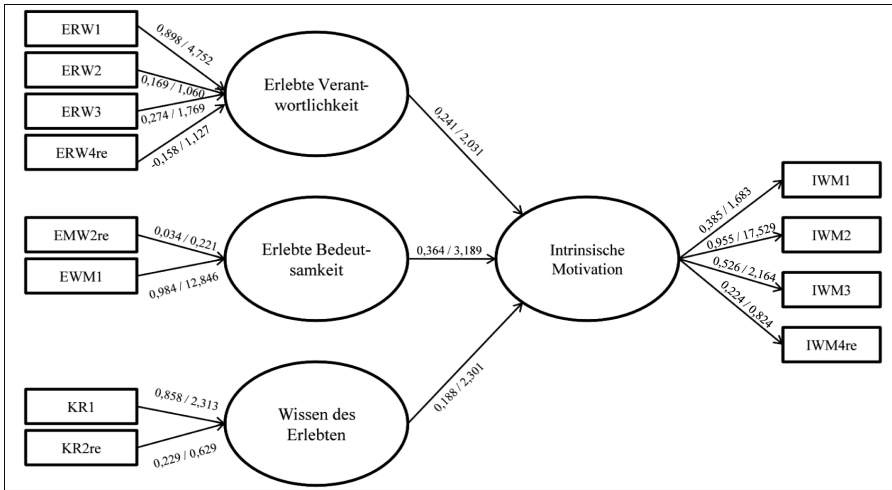 ERW1
ERW2
ERW3
ERW4re
0,898 / 4,752
0,169 / 1,060
0,274 / 1,769
-0,158 / 1,127
Erlebte Verant-
wortlichkeit
0,241 / 2,031
EMW2re
EWM1
0,034 / 0,221
0,984 / 12,846
Erlebte Bedeut-
samkeit
0,364 / 3,189
KR1
KR2re
0,858 / 2,313
0,229 / 0,629
Wissen des
Erlebten
0,188 / 2,301
Intrinsische
Motivation
0,385 / 1,683
0,955 / 17,529
0,526 / 2,164
0,224 / 0,824
IWM1
IWM2
IWM3
IWM4re